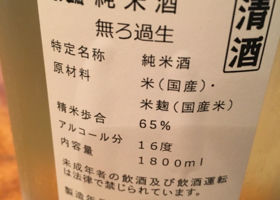 純米酒
清酒
無ろ過生
特定名称 純米酒
原材料 米(国産)・
米麹(国産米)
精米歩合 65%
アルコール分 16度
内容量 1800ml
未成年者の飲酒及び飲酒運転
は法律で禁じられています。
製造年